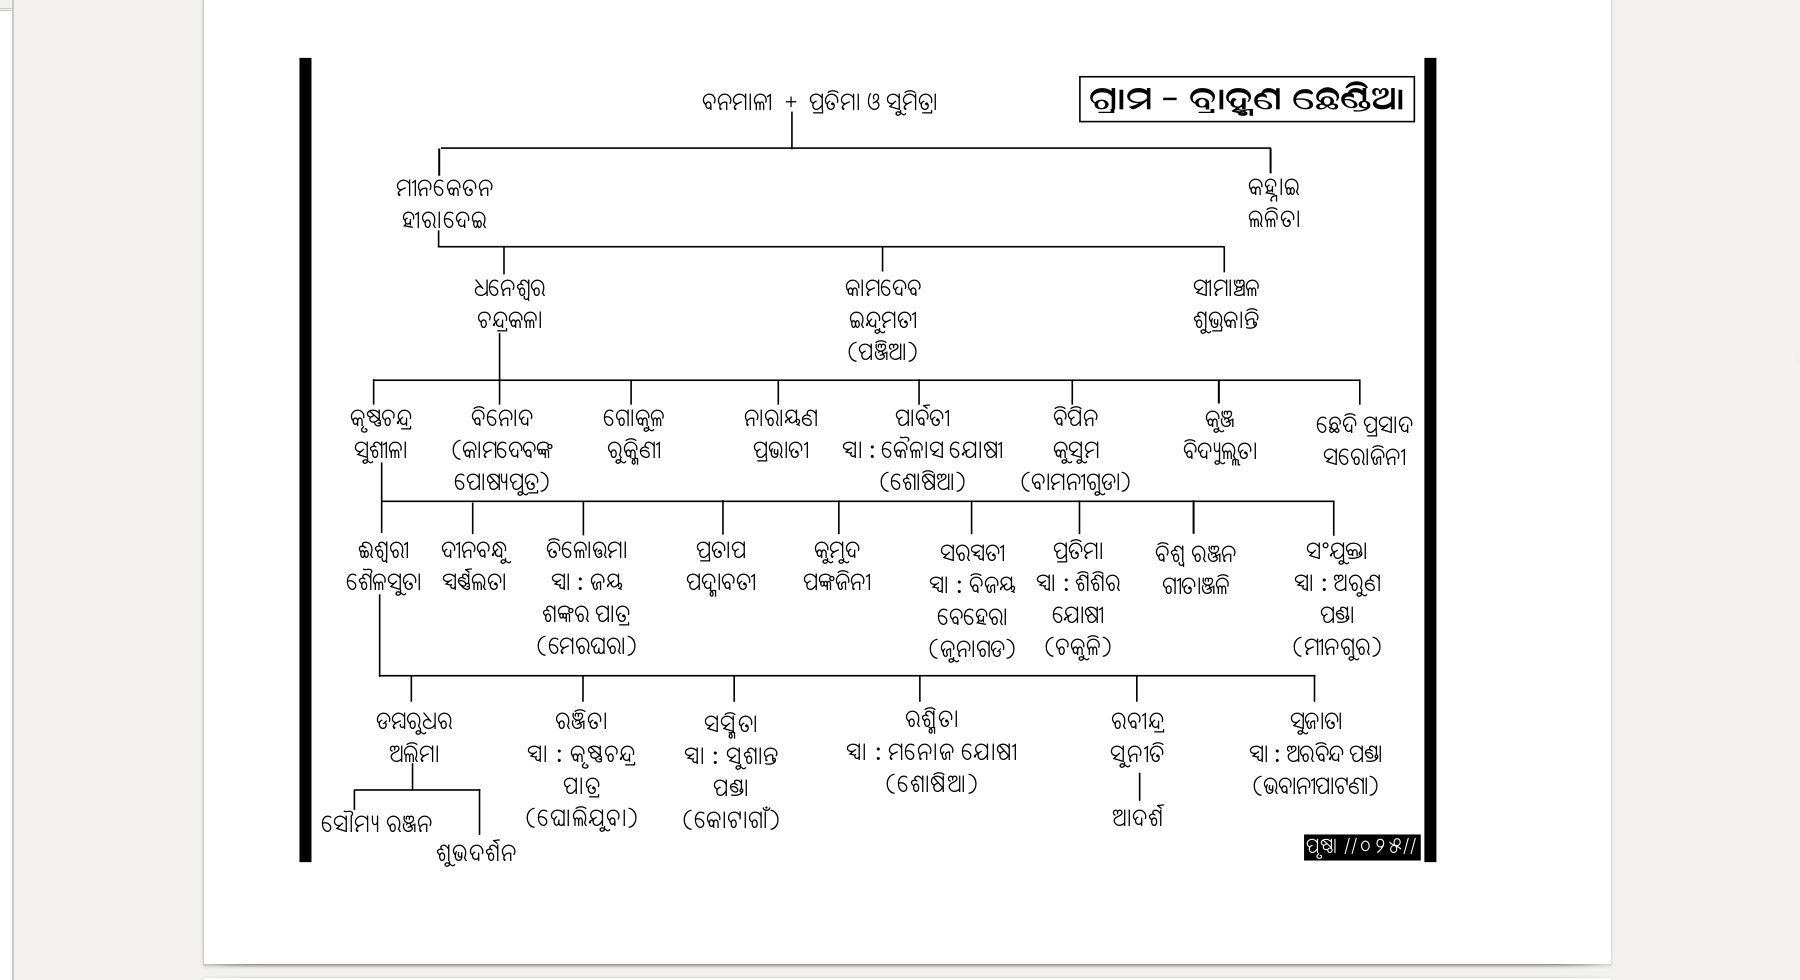 ବନମାଳୀ + ପ୍ରତିମା ଓ ସୁମିତ୍ରା
ଗ୍ରାମ - ବ୍ରାହ୍ମଣ ଛେଣ୍ଡିଆ
ମୀନକେତନ
ହୀରାଦେଇ
କହ୍ନାଇ
ଲଳିତା
ଧନେଶ୍ୱର
ଚନ୍ଦ୍ରକଳା
କାମଦେବ
ଇନ୍ଦୁମତୀ
(ପଞ୍ଜିଆ)
ସୀମାଞ୍ଚଳ
ଶୁଭ୍ରକାନ୍ତି
କୃଷ୍ଣଚନ୍ଦ୍ର
ସୁଶୀଳା
ବିନୋଦ
(କାମଦେବଙ୍କ
ପୋଷ୍ୟପୁତ୍ର)
ଗୋକୁଳ
ରୁକ୍ମିଣୀ
ନାରାୟଣ
ପ୍ରଭାତୀ
ପାର୍ବତୀ
ସ୍ୱା : କୈଳାସ ଯୋଷୀ
(ଶୋଷିଆ)
ବିପିନ
କୁସୁମ
(ବାମନୀଗୁଡା)
କୁଞ୍ଜ
ବିଦ୍ୟୁଲ୍ଲତା
ଛେଦି ପ୍ରସାଦ
ସରୋଜିନୀ
ଈଶ୍ୱରୀ
ଶୈଳସୁତା
ଦୀନବନ୍ଧୁ
ସ୍ୱର୍ଣ୍ଣଲତା
ତିଳୋଉମା
ସ୍ୱା : ଜୟ
ଶଙ୍କର ପାତ୍ର
(ମେରଘରା)
ପ୍ରତାପ
ପଦ୍ମାବତୀ
କୁମୁଦ
ପଙ୍କଜିନୀ
ସରସ୍ୱତୀ
ସ୍ୱା : ବିଜୟ
ବେହେରା
(ଜୁନାଗଡ)
ପ୍ରତିମା
ସ୍ୱା : ଶିଶିର
ଯୋଷୀ
(ଚକୁଳି)
ବିଶ୍ୱ ରଞ୍ଜନ
ଗୀତାଞ୍ଜଳି
ସଂଯୁକ୍ତା
ସ୍ୱା : ଅରୁଣ
ପଣ୍ଡା
(ମୀନଗୁର)
ଡମ୍ବରୁଧର
ଅଲିମା
ରଞ୍ଜିତା
ସ୍ୱା : କୃଷ୍ଣଚନ୍ଦ୍ର
ପାତ୍ର
(ଘୋଲିଯୁବା)
ସସ୍ମିତା
ସ୍ୱା : ସୁଶାନ୍ତ
ପଣ୍ଡା
(କୋଟାଗାଁ)
ରଶ୍ମିତା
ସ୍ୱା : ମନୋଜ ଯୋଷୀ
(ଶୋଷିଆ)
ରବୀନ୍ଦ୍ର
ସୁନୀତି
ଆଦର୍ଶ
ସୁଜାତା
ସ୍ୱା : ଅରବିନ୍ଦ ପଣ୍ଡା
(ଭବାନୀପାଟଣା)
ସୌମ୍ୟ ରଞ୍ଜନ
ଶୁଭଦର୍ଶନ
ପୃଷ୍ଠା //୦୨୫//